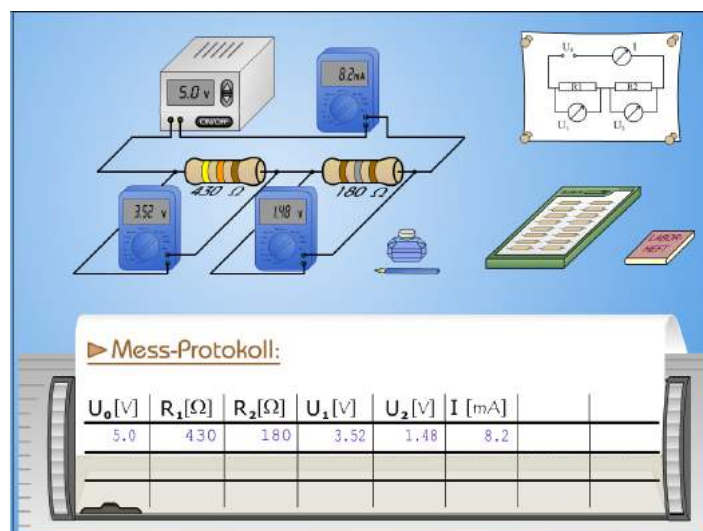 5.0 V
ON/OFF
8.2mA
U₀
I
R1
R2
U₁
U₂
430 Ω
180 Ω
3.52 V
1.48 V
LABOR
HEFT
Mess-Protokoll:
U₀[V] R₁[Ω] R₂[Ω] U₁[V] U₂[V] I [mA]
5.0 430 180 3.52 1.48 8.2